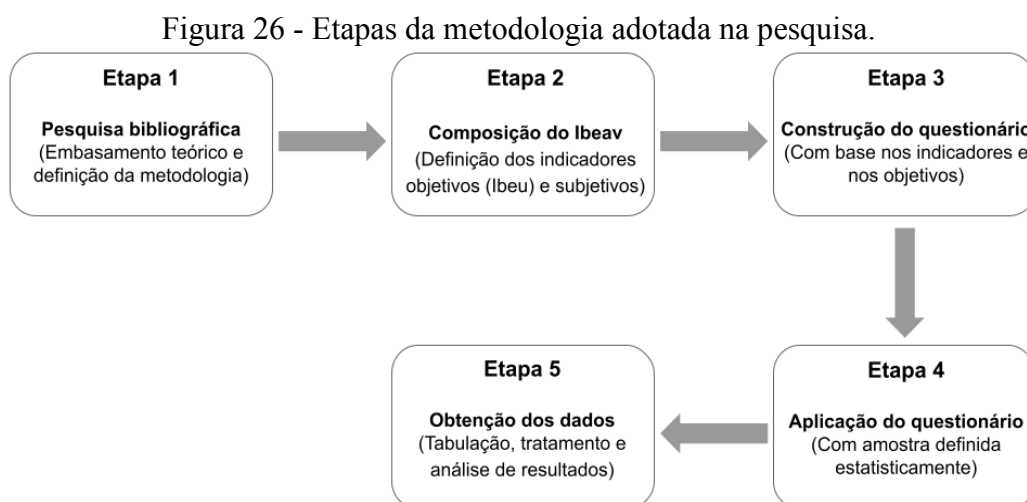 Figura 26 - Etapas da metodologia adotada na pesquisa.
Etapa 1
Pesquisa bibliográfica
(Embasamento teórico e
definição da metodologia)
Etapa 2
Composição do Ibeav
(Definição dos indicadores
objetivos (Ibeu) e subjetivos)
Etapa 3
Construção do questionário
(Com base nos indicadores e
nos objetivos)
Etapa 4
Aplicação do questionário
(Com amostra definida
estatisticamente)
Etapa 5
Obtenção dos dados
(Tabulação, tratamento e
análise de resultados)